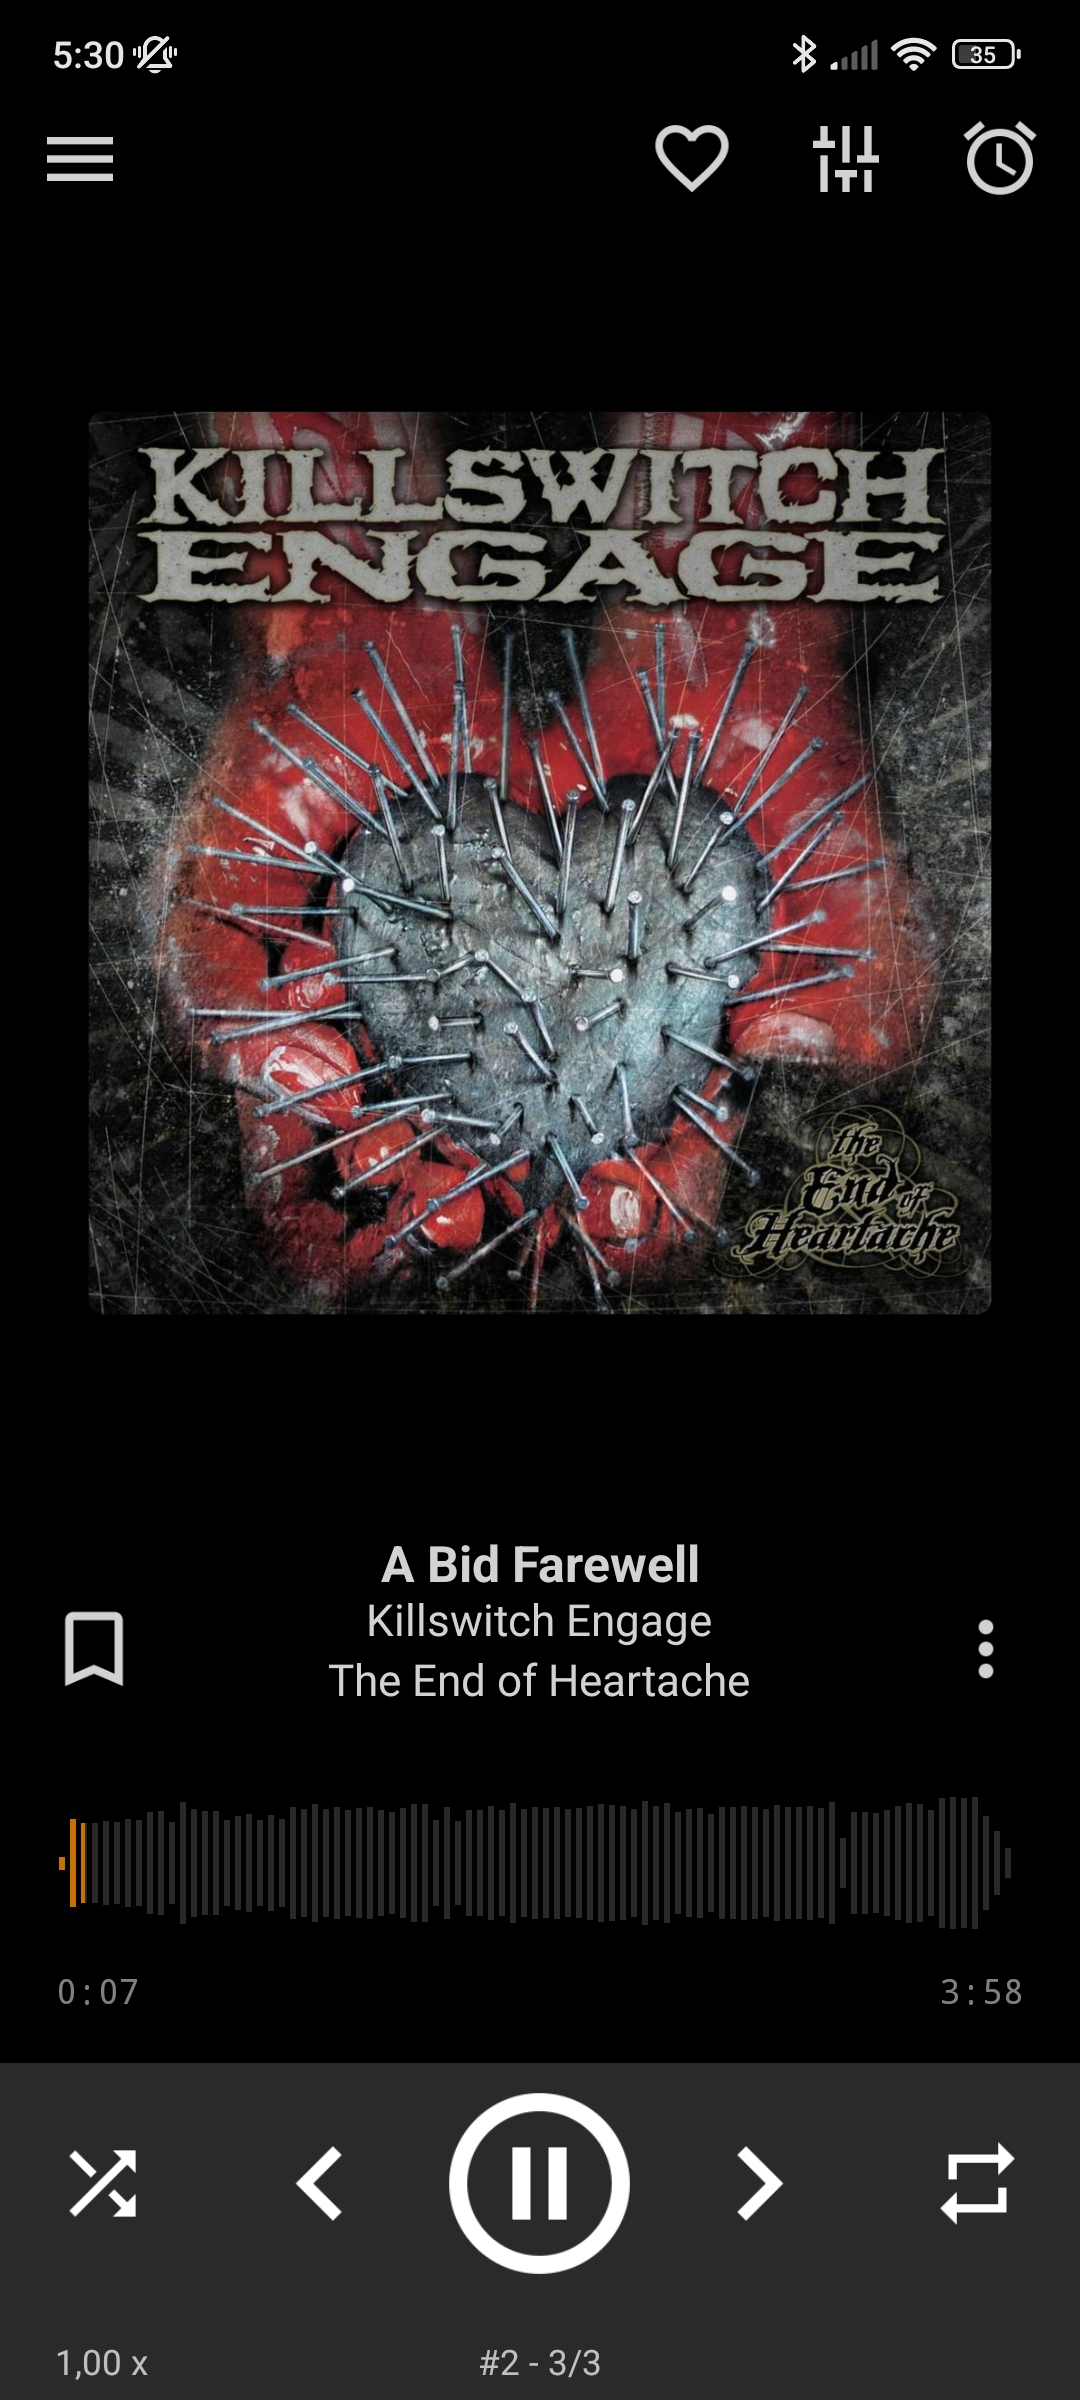 5:30
35
KILLSWITCH
ENGAGE
the
End of
Heartache
A Bid Farewell
Killswitch Engage
The End of Heartache
0:07
3:58
1,00 x
#2 - 3/3